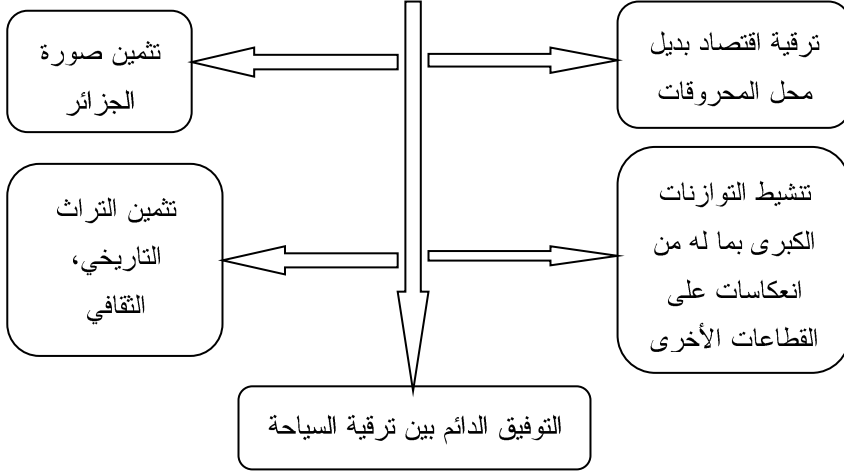 ترقية اقتصاد بديل
محل المحروقات
تثمين صورة
الجزائر
تنشيط التوازنات
الكبرى بما له من
انعكاسات على
القطاعات الأخرى
تثمين التراث
التاريخي،
الثقافي
التوفيق الدائم بين ترقية السياحة